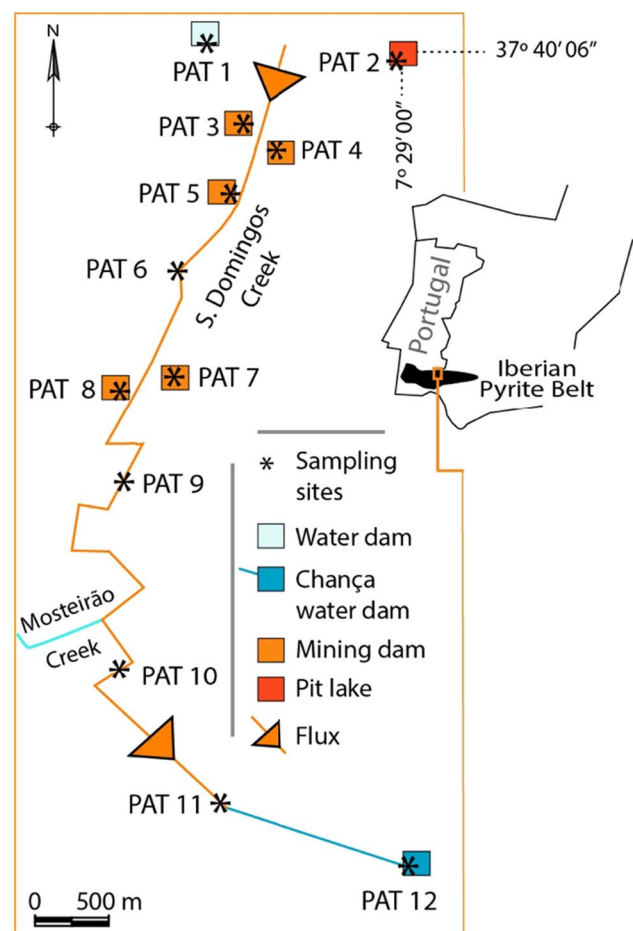 N
PAT 1
PAT 2
37º 40′ 06″
7º 29′ 00″
PAT 3
PAT 4
PAT 5
S. Domingos
Creek
PAT 6
Portugal
Iberian
Pyrite Belt
PAT 7
PAT 8
* Sampling
sites
PAT 9
Water dam
Chança
water dam
Mosteirão
Creek
Mining dam
PAT 10
Pit lake
Flux
PAT 11
PAT 12
0 500 m